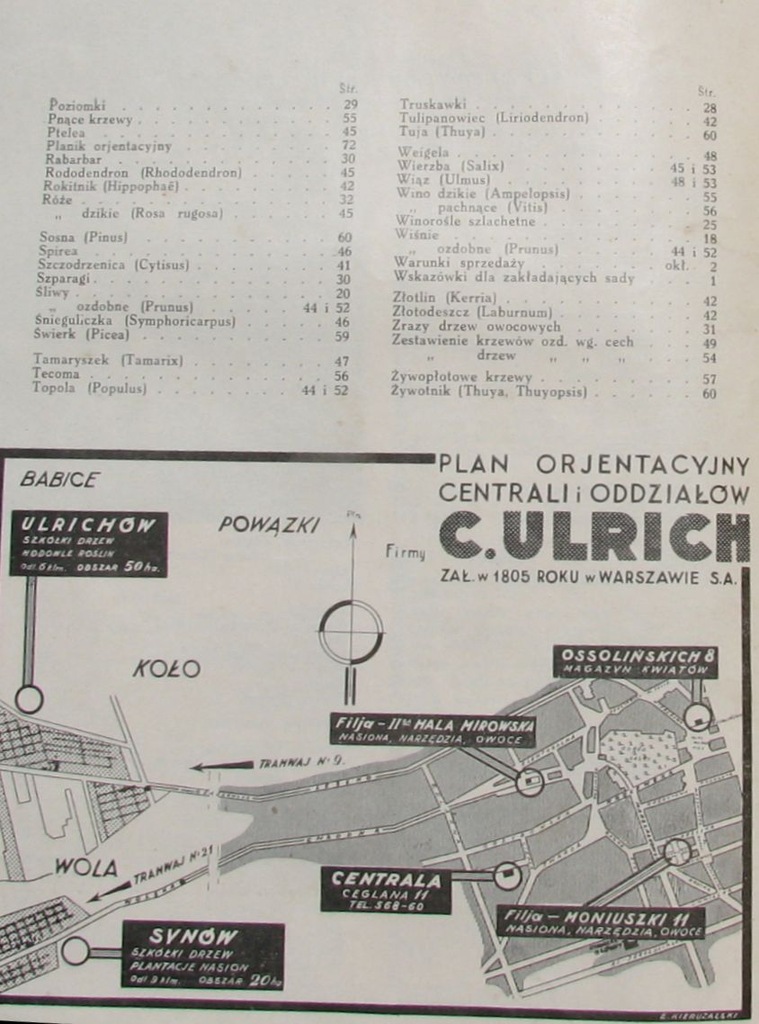 Str.
Poziomki . . . . . . . . . . 29
Pnące krzewy . . . . . . . . . . 55
Ptelea . . . . . . . . . . 45
Planik orjentacyjny . . . . . . . . . . 72
Rabarbar . . . . . . . . . . 30
Rododendron (Rhododendron) . . . . . . . . 45
Rokitnik (Hippophaë) . . . . . . . . . . 42
Róże . . . . . . . . . . 32
„ dzikie (Rosa rugosa) . . . . . . . . 45
Sosna (Pinus) . . . . . . . . . . 60
Spirea . . . . . . . . . . 46
Szczodrzenica (Cytisus) . . . . . . . . 41
Szparagi . . . . . . . . . . 30
Śliwy . . . . . . . . . . 20
„ ozdobne (Prunus) . . . . . . 44 i 52
Śnieguliczka (Symphoricarpus) . . . . . . 46
Świerk (Picea) . . . . . . . . . . 59
Tamaryszek (Tamarix) . . . . . . . . 47
Tecoma . . . . . . . . . . 56
Topola (Populus) . . . . . . . . 44 i 52
Str.
Truskawki . . . . . . . . . . 28
Tulipanowiec (Liriodendron) . . . . . . 42
Tuja (Thuya) . . . . . . . . . . 60
Weigela . . . . . . . . . . 48
Wierzba (Salix) . . . . . . . . 45 i 53
Wiąz (Ulmus) . . . . . . . . 48 i 53
Wino dzikie (Ampelopsis) . . . . . . . . 55
„ pachnące (Vitis) . . . . . . . . 56
Winorośle szlachetne . . . . . . . . 25
Wiśnie . . . . . . . . . . 18
„ ozdobne (Prunus) . . . . . . 44 i 52
Warunki sprzedaży . . . . . . . . okł. 2
Wskazówki dla zakładających sady . . . . 1
Złotlin (Kerria) . . . . . . . . . . 42
Złotodeszcz (Laburnum) . . . . . . . . 42
Zrazy drzew owocowych . . . . . . . . 31
Zestawienie krzewów ozd. wg. cech . . . . 49
„ drzew „ „ „ . . . . 54
Żywopłotowe krzewy . . . . . . . . 57
Żywotnik (Thuya, Thuyopsis) . . . . . . 60
PLAN ORJENTACYJNY
CENTRALI i ODDZIAŁÓW
Firmy C. ULRICH
ZAŁ. w 1805 ROKU w WARSZAWIE S.A.
BABICE
ULRICHÓW
SZKÓŁKI DRZEW
HODOWLE ROŚLIN
Odl. 6 klm. OBSZAR 50 ha.
POWĄZKI
Płn.
KOŁO
OSSOLIŃSKICH 8
MAGAZYN KWIATÓW
Filja - IIga HALA MIROWSKA
NASIONA, NARZĘDZIA, OWOCE
TRAMWAJ Nº 9.
WOLA
TRAMWAJ Nº 21
WOLSKA
CENTRALA
CEGLANA 11
TEL. 568-60
Filja - MONIUSZKI 11
NASIONA, NARZĘDZIA, OWOCE
SYNÓW
SZKÓŁKI DRZEW
PLANTACJE NASION
Odl 9 klm. OBSZAR 20 ha